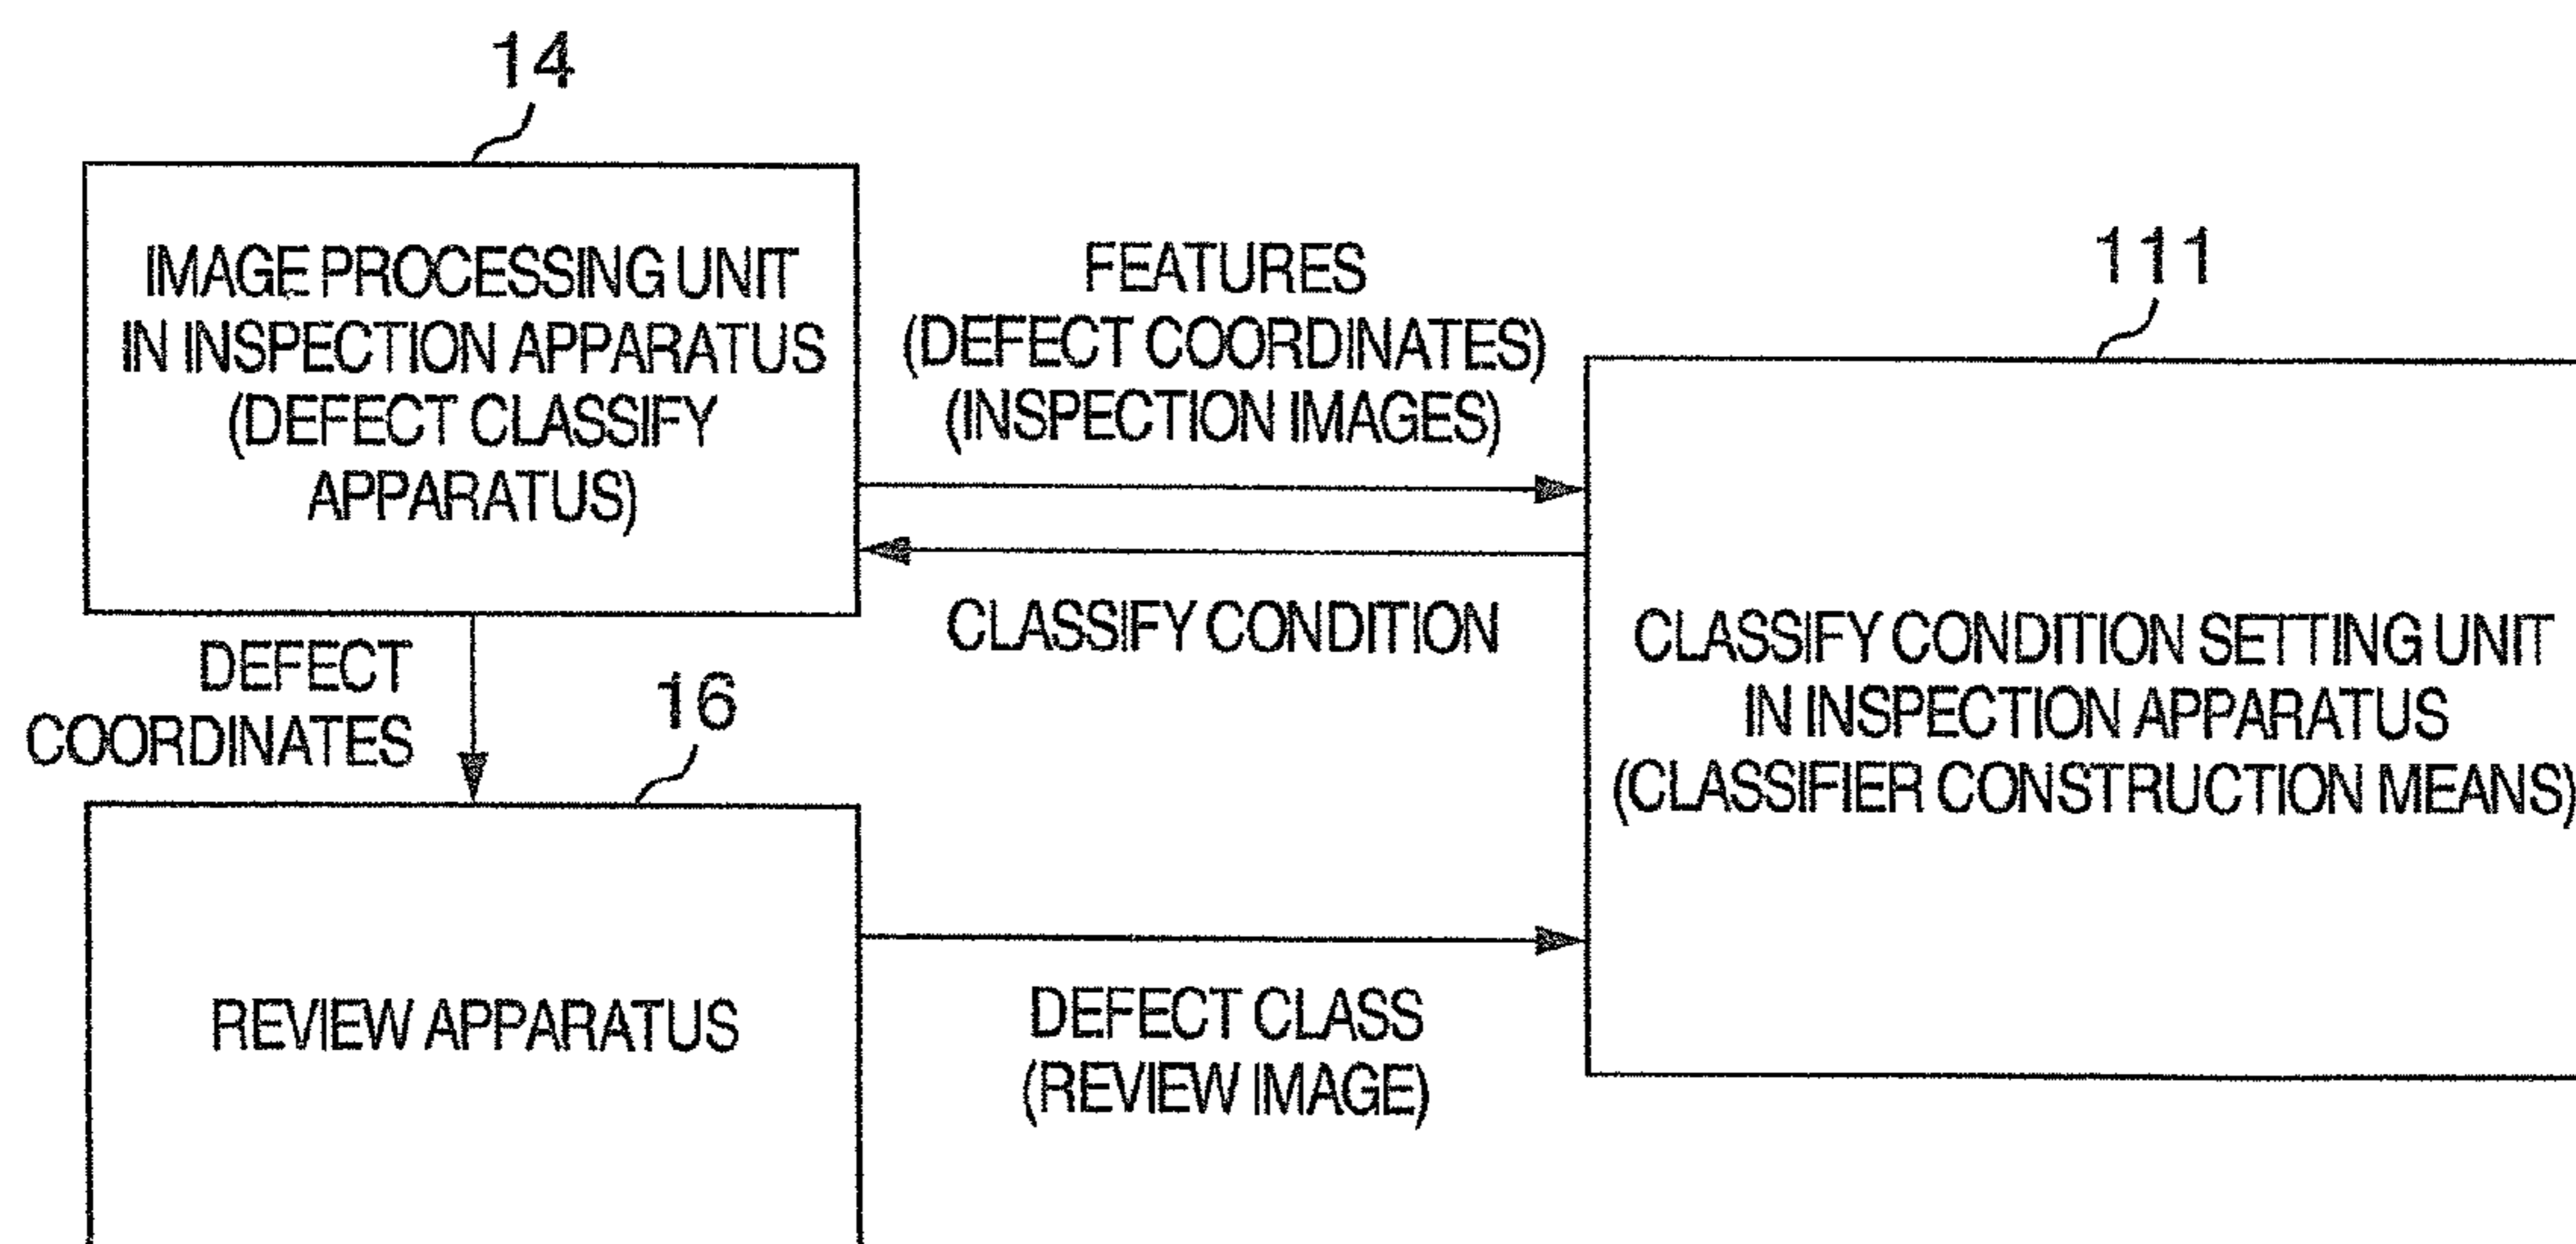 14
IMAGE PROCESSING UNIT
IN INSPECTION APPARATUS
(DEFECT CLASSIFY
APPARATUS)
FEATURES
(DEFECT COORDINATES)
(INSPECTION IMAGES)
111
CLASSIFY CONDITION
CLASSIFY CONDITION SETTING UNIT
IN INSPECTION APPARATUS
(CLASSIFIER CONSTRUCTION MEANS)
DEFECT
COORDINATES
16
REVIEW APPARATUS
DEFECT CLASS
(REVIEW IMAGE)